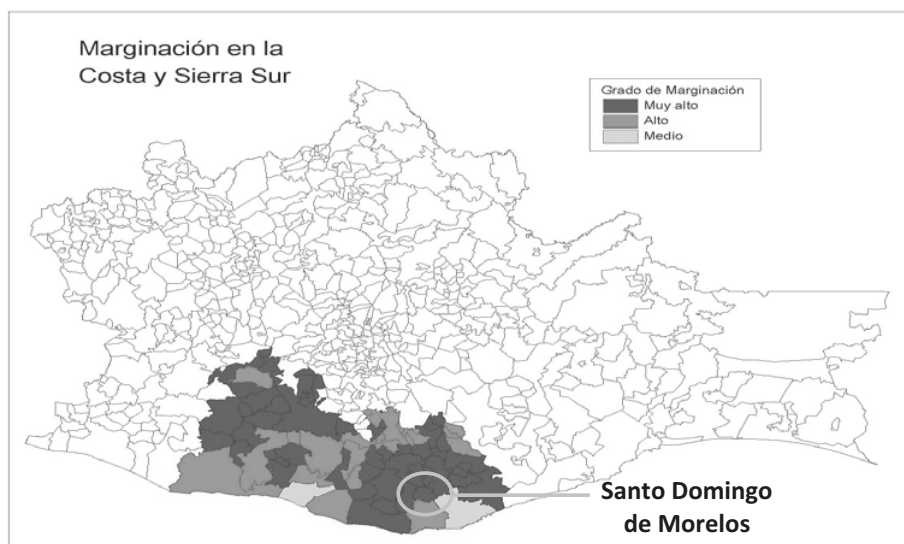 Marginación en la
Costa y Sierra Sur
Grado de Marginación
Muy alto
Alto
Medio
Santo Domingo
de Morelos